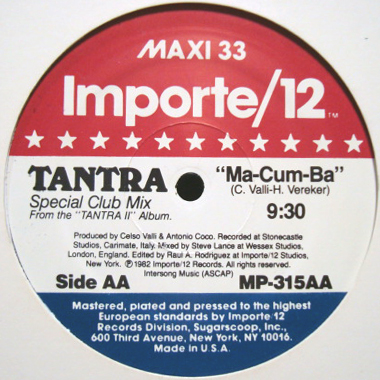 MAXI 33
Importe/12 ™
TANTRA "Ma-Cum-Ba"
Special Club Mix (C. Valli-H. Vereker)
From the "TANTRA II" Album. 9:30
Produced by Celso Valli & Antonio Coco. Recorded at Stonecastle
Studios, Carimate, Italy. Mixed by Steve Lance at Wessex Studios,
London, England. Edited by Raul A. Rodriguez at Importe/12 Studios,
New York. ℗1982 Importe/12 Records. All rights reserved.
Intersong Music (ASCAP)
Side AA MP-315AA
Mastered, plated and pressed to the highest
European standards by Importe/12
Records Division, Sugarscoop, Inc.,
600 Third Avenue, New York, NY 10016.
Made in U.S.A.